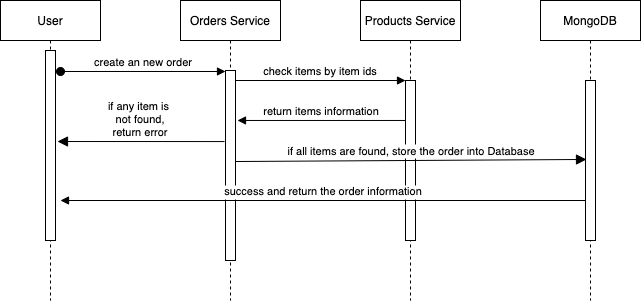 User
Orders Service
Products Service
MongoDB
create an new order
check items by item ids
return items information
if any item is
not found,
return error
if all items are found, store the order into Database
success and return the order information